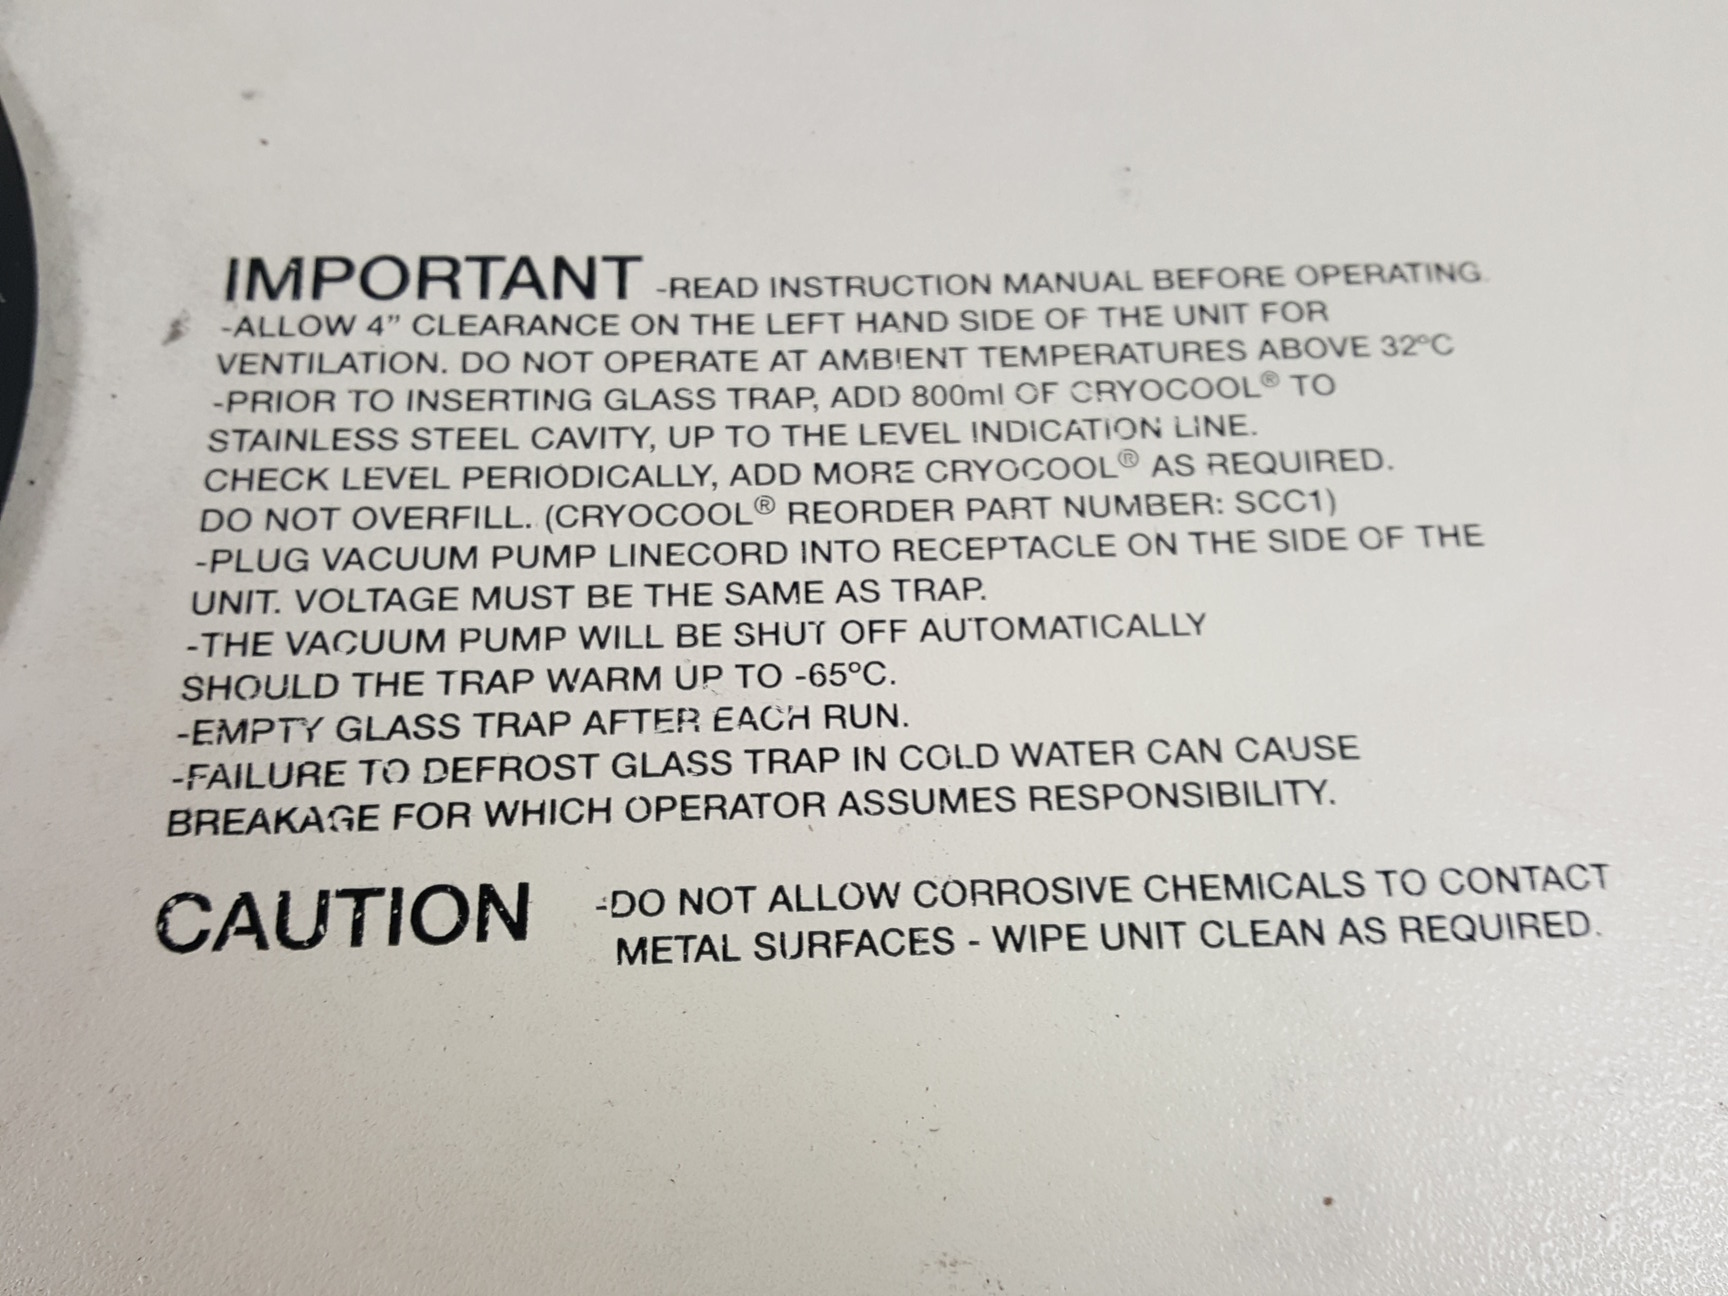 IMPORTANT -READ INSTRUCTION MANUAL BEFORE OPERATING.
-ALLOW 4" CLEARANCE ON THE LEFT HAND SIDE OF THE UNIT FOR
VENTILATION. DO NOT OPERATE AT AMBIENT TEMPERATURES ABOVE 32ºC
-PRIOR TO INSERTING GLASS TRAP, ADD 800ml OF CRYOCOOL® TO
STAINLESS STEEL CAVITY, UP TO THE LEVEL INDICATION LINE.
CHECK LEVEL PERIODICALLY, ADD MORE CRYOCOOL® AS REQUIRED.
DO NOT OVERFILL. (CRYOCOOL® REORDER PART NUMBER: SCC1)
-PLUG VACUUM PUMP LINECORD INTO RECEPTACLE ON THE SIDE OF THE
UNIT. VOLTAGE MUST BE THE SAME AS TRAP.
-THE VACUUM PUMP WILL BE SHUT OFF AUTOMATICALLY
SHOULD THE TRAP WARM UP TO -65ºC.
-EMPTY GLASS TRAP AFTER EACH RUN.
-FAILURE TO DEFROST GLASS TRAP IN COLD WATER CAN CAUSE
BREAKAGE FOR WHICH OPERATOR ASSUMES RESPONSIBILITY.
CAUTION -DO NOT ALLOW CORROSIVE CHEMICALS TO CONTACT
METAL SURFACES - WIPE UNIT CLEAN AS REQUIRED.